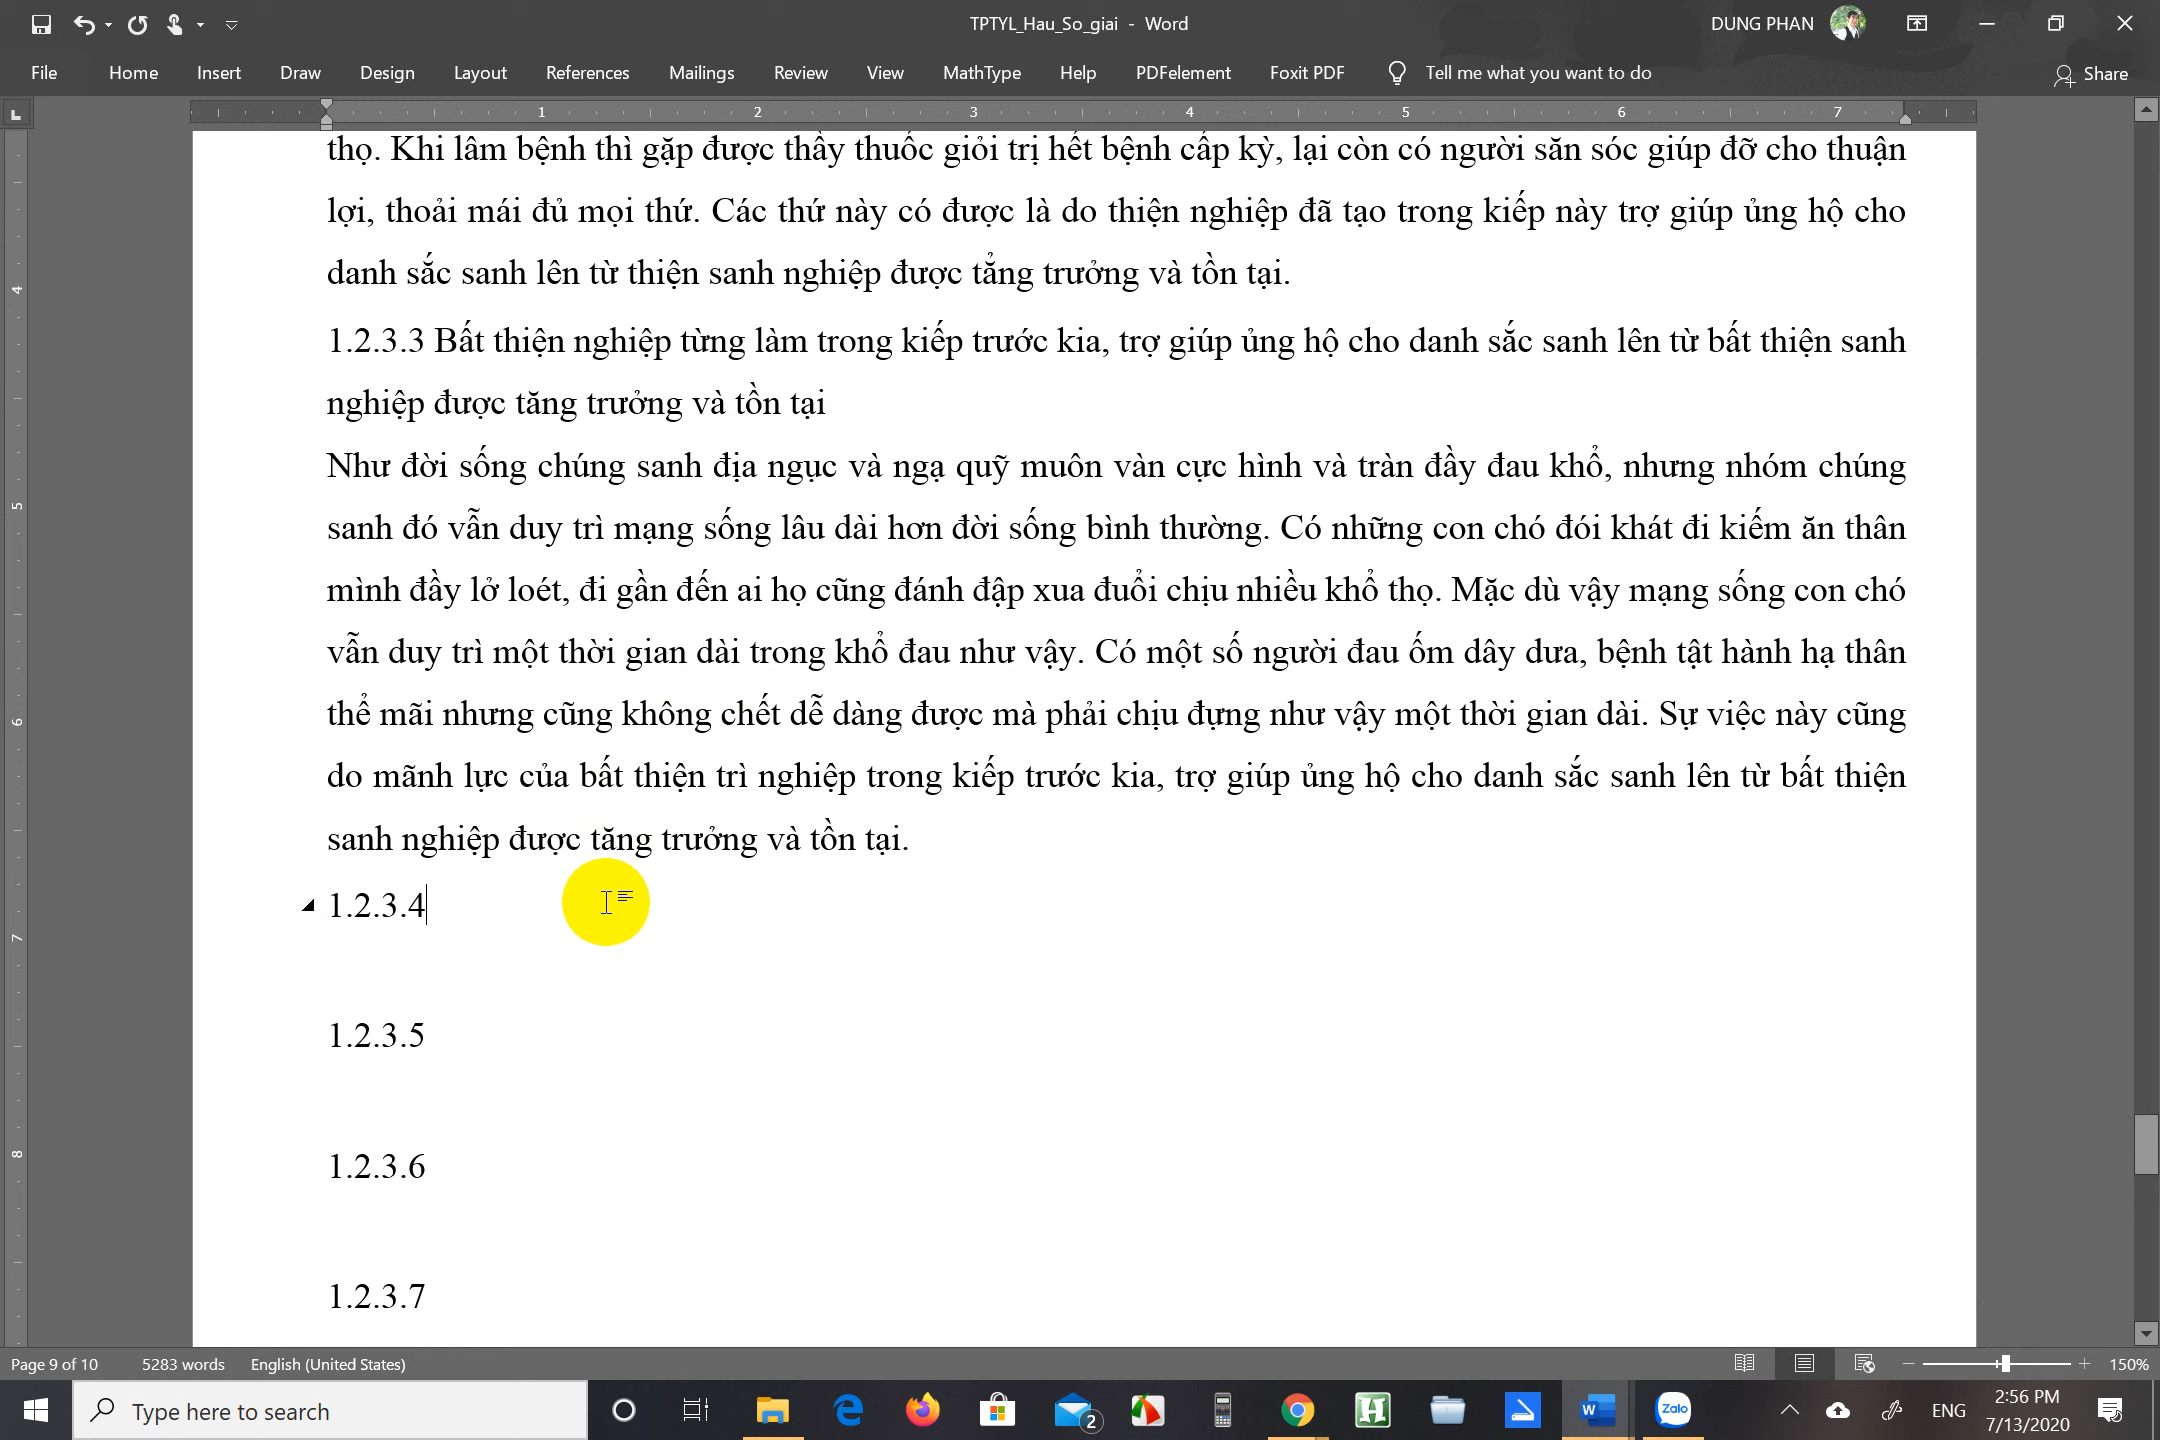 TPTYL_Hau_So_giai - Word
DUNG PHAN
File Home Insert Draw Design Layout References Mailings Review View MathType Help PDFelement Foxit PDF Tell me what you want to do Share
1 2 3 4 5 6 7
thọ. Khi lâm bệnh thì gặp được thầy thuốc giỏi trị hết bệnh cấp kỳ, lại còn có người săn sóc giúp đỡ cho thuận
lợi, thoải mái đủ mọi thứ. Các thứ này có được là do thiện nghiệp đã tạo trong kiếp này trợ giúp ủng hộ cho
danh sắc sanh lên từ thiện sanh nghiệp được tẳng trưởng và tồn tại.
4
1.2.3.3 Bất thiện nghiệp từng làm trong kiếp trước kia, trợ giúp ủng hộ cho danh sắc sanh lên từ bất thiện sanh
nghiệp được tăng trưởng và tồn tại
Như đời sống chúng sanh địa ngục và ngạ quỹ muôn vàn cực hình và tràn đầy đau khổ, nhưng nhóm chúng
5
sanh đó vẫn duy trì mạng sống lâu dài hơn đời sống bình thường. Có những con chó đói khát đi kiếm ăn thân
mình đầy lở loét, đi gần đến ai họ cũng đánh đập xua đuổi chịu nhiều khổ thọ. Mặc dù vậy mạng sống con chó
vẫn duy trì một thời gian dài trong khổ đau như vậy. Có một số người đau ốm dây dưa, bệnh tật hành hạ thân
thể mãi nhưng cũng không chết dễ dàng được mà phải chịu đựng như vậy một thời gian dài. Sự việc này cũng
6
do mãnh lực của bất thiện trì nghiệp trong kiếp trước kia, trợ giúp ủng hộ cho danh sắc sanh lên từ bất thiện
sanh nghiệp được tăng trưởng và tồn tại.
1.2.3.4
7
1.2.3.5
1.2.3.6
8
1.2.3.7
Page 9 of 10 5283 words English (United States) 150%
Type here to search
2
Zalo
ENG
2:56 PM
7/13/2020